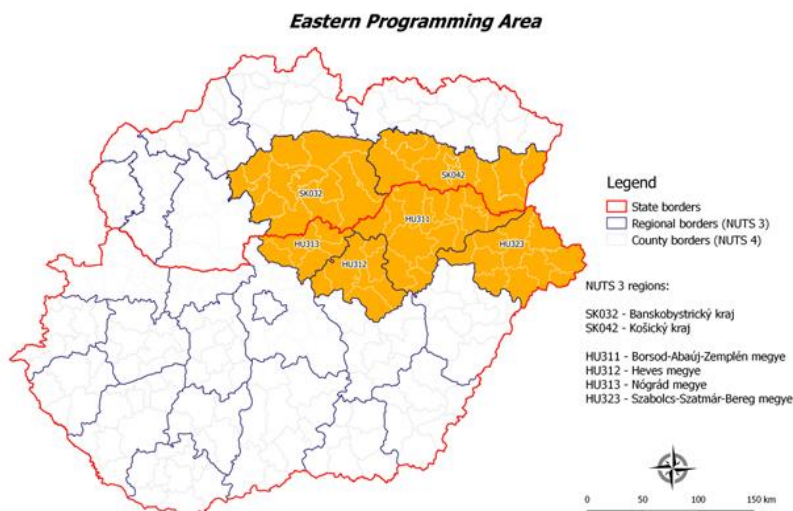 Eastern Programming Area
SK042
SK032
HU311
HU313
HU323
HU312
Legend
State borders
Regional borders (NUTS 3)
County borders (NUTS 4)
NUTS 3 regions:
SK032 - Banskobystrický kraj
SK042 - Košický kraj
HU311 - Borsod-Abaúj-Zemplén megye
HU312 - Heves megye
HU313 - Nógrád megye
HU323 - Szabolcs-Szatmár-Bereg megye
0 50 100 150 km